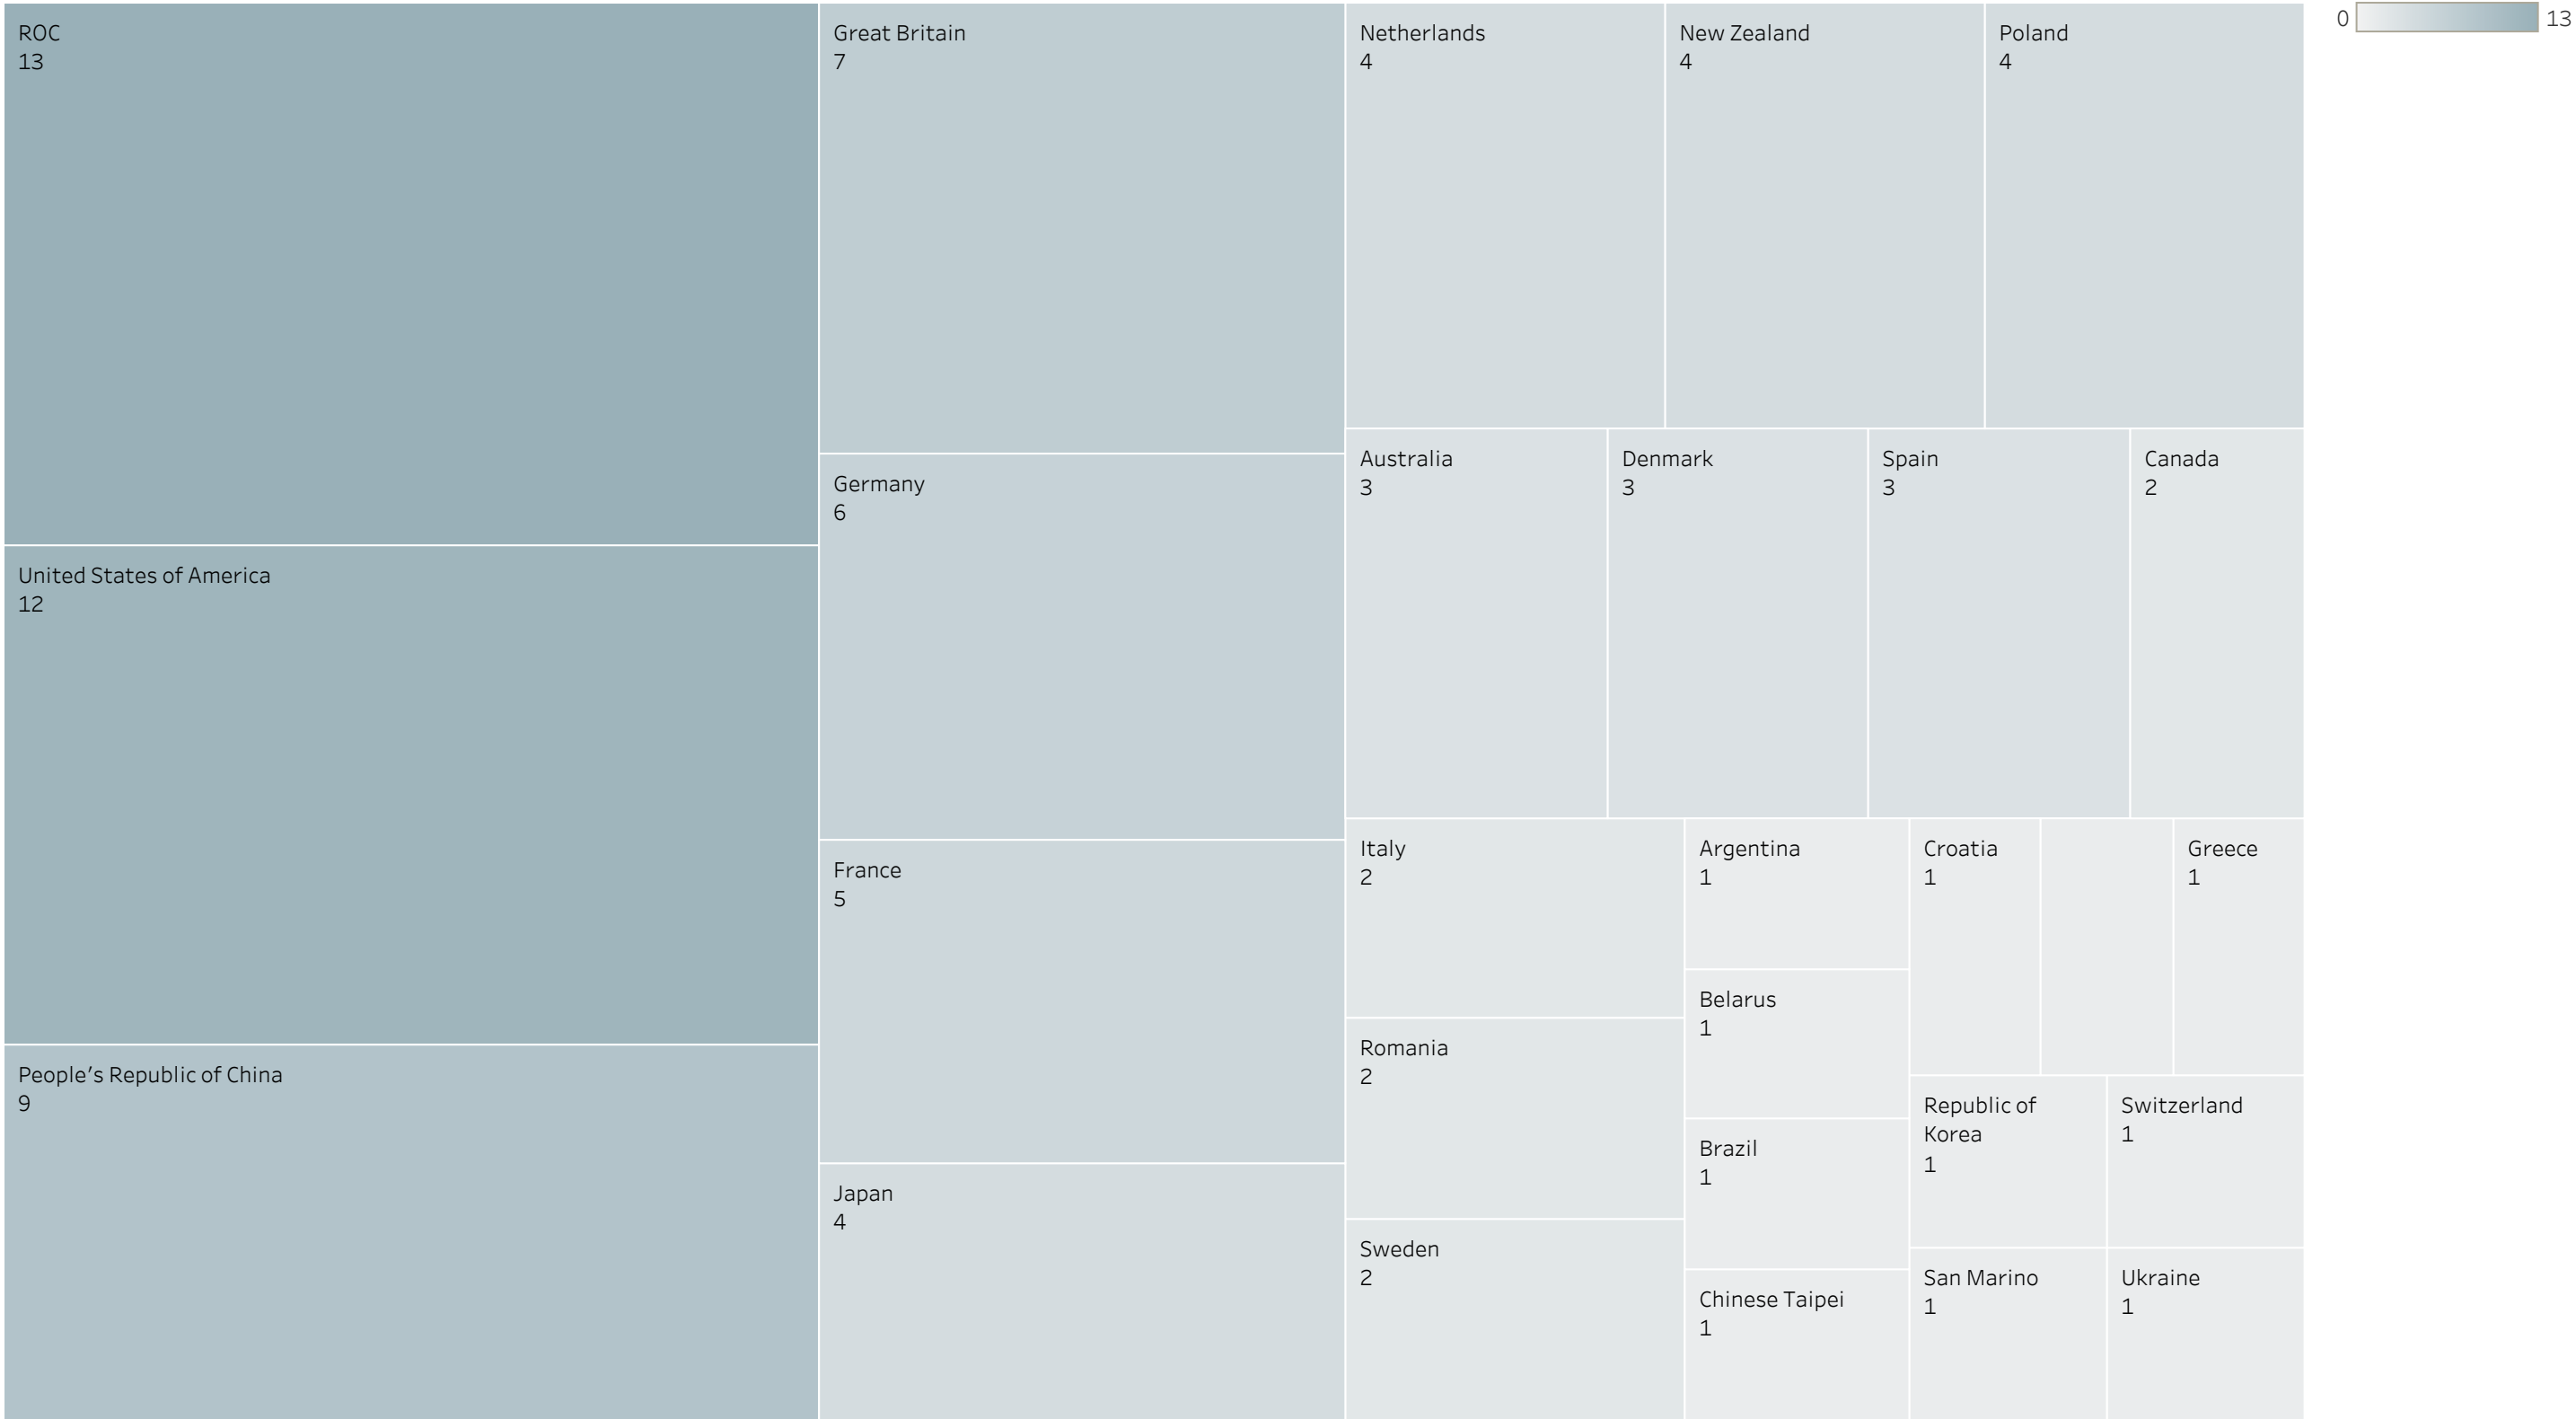 ROC
13
United States of America
12
People's Republic of China
9
Great Britain
7
Germany
6
France
5
Japan
4
Netherlands
4
New Zealand
4
Poland
4
Australia
3
Denmark
3
Spain
3
Canada
2
Italy
2
Romania
2
Sweden
2
Argentina
1
Belarus
1
Brazil
1
Chinese Taipei
1
Croatia
1
Greece
1
Republic of
Korea
1
Switzerland
1
San Marino
1
Ukraine
1
0
13